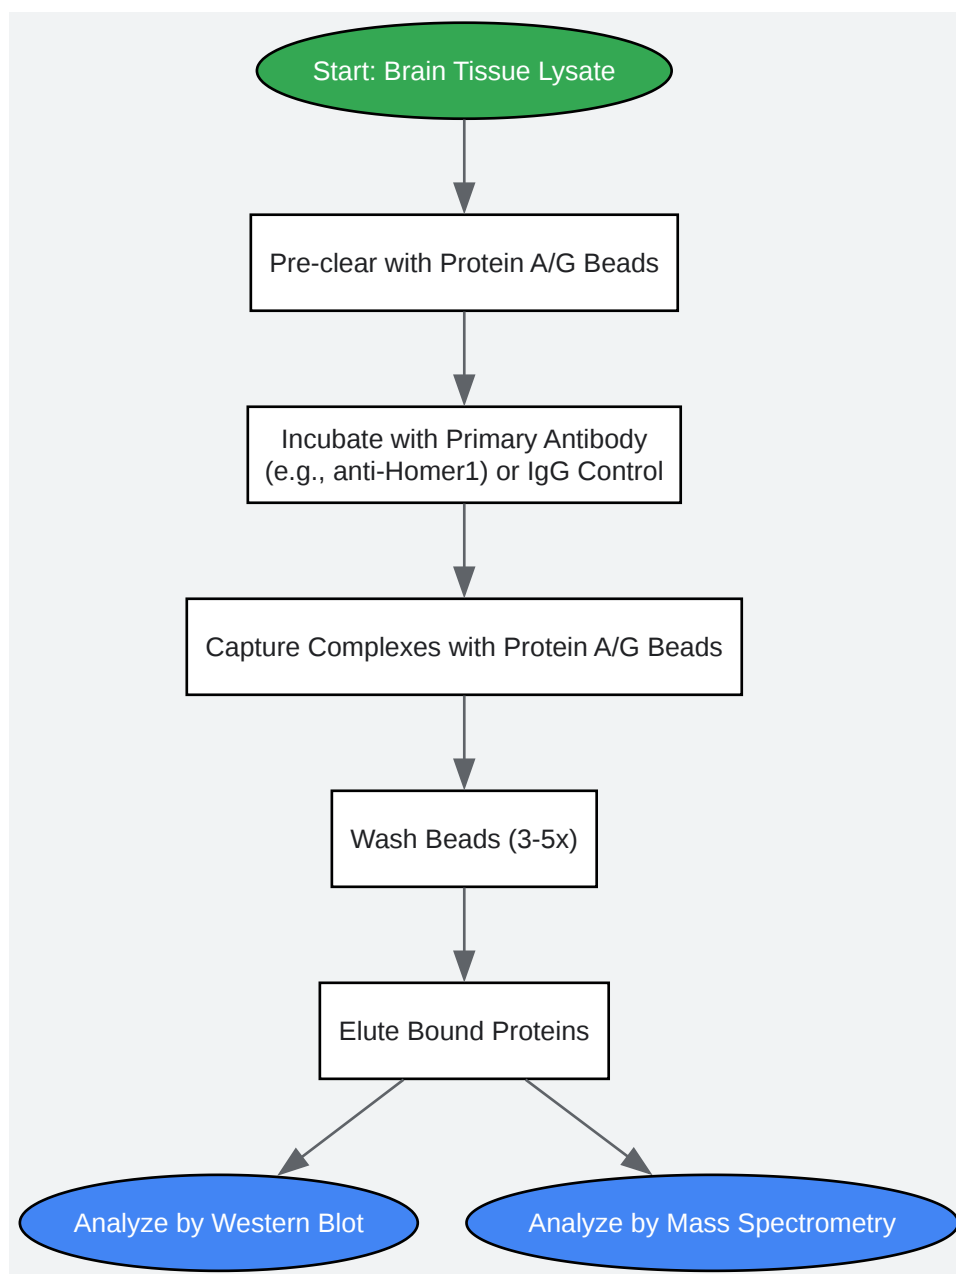 Start: Brain Tissue Lysate
Pre-clear with Protein A/G Beads
Incubate with Primary Antibody
(e.g., anti-Homer1) or IgG Control
Capture Complexes with Protein A/G Beads
Wash Beads (3-5x)
Elute Bound Proteins
Analyze by Western Blot
Analyze by Mass Spectrometry